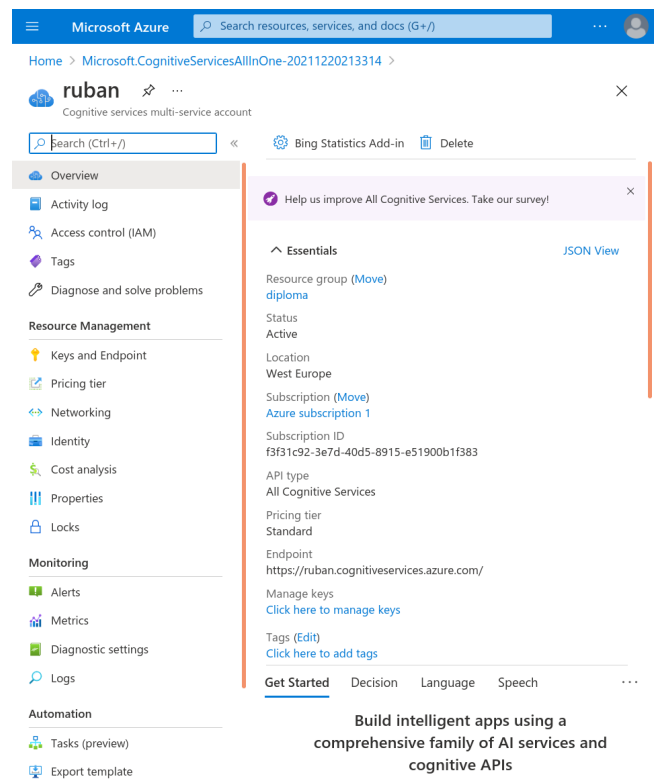 Microsoft Azure
Search resources, services, and docs (G+/)
...
Home > Microsoft.CognitiveServicesAllInOne-20211220213314 >
ruban
...
Cognitive services multi-service account
Search (Ctrl+/)
«
Bing Statistics Add-in
Delete
Overview
Activity log
Access control (IAM)
Tags
Diagnose and solve problems
Resource Management
Keys and Endpoint
Pricing tier
Networking
Identity
Cost analysis
Properties
Locks
Monitoring
Alerts
Metrics
Diagnostic settings
Logs
Automation
Tasks (preview)
Export template
Help us improve All Cognitive Services. Take our survey!
Essentials
JSON View
Resource group (Move)
diploma
Status
Active
Location
West Europe
Subscription (Move)
Azure subscription 1
Subscription ID
f3f31c92-3e7d-40d5-8915-e51900b1f383
API type
All Cognitive Services
Pricing tier
Standard
Endpoint
https://ruban.cognitiveservices.azure.com/
Manage keys
Click here to manage keys
Tags (Edit)
Click here to add tags
Get Started
Decision
Language
Speech
...
Build intelligent apps using a
comprehensive family of AI services and
cognitive APIs